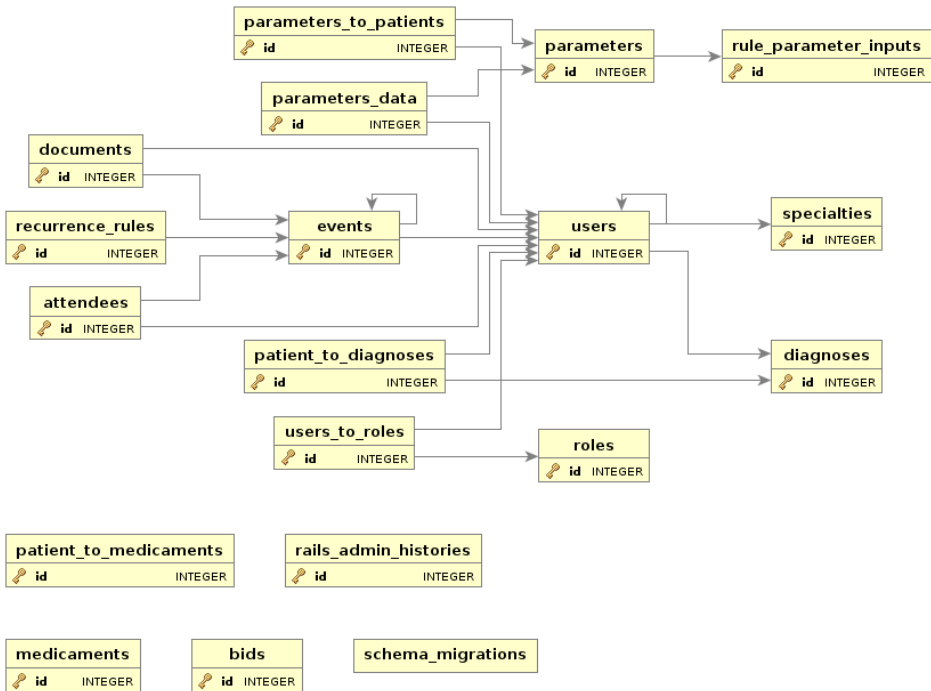 parameters_to_patients
id INTEGER
parameters
id INTEGER
rule_parameter_inputs
id INTEGER
parameters_data
id INTEGER
documents
id INTEGER
recurrence_rules
id INTEGER
events
id INTEGER
users
id INTEGER
specialties
id INTEGER
attendees
id INTEGER
patient_to_diagnoses
id INTEGER
diagnoses
id INTEGER
users_to_roles
id INTEGER
roles
id INTEGER
patient_to_medicaments
id INTEGER
rails_admin_histories
id INTEGER
medicaments
id INTEGER
bids
id INTEGER
schema_migrations